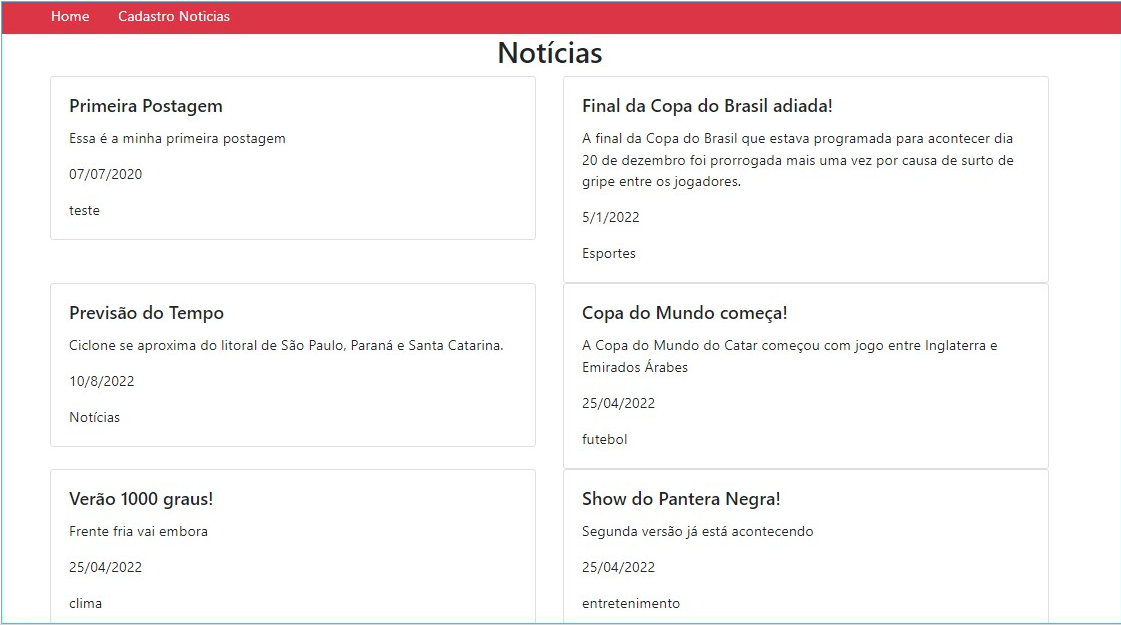 Home
Cadastro Noticias
Notícias
Primeira Postagem
Essa é a minha primeira postagem
07/07/2020
teste
Final da Copa do Brasil adiada!
A final da Copa do Brasil que estava programada para acontecer dia
20 de dezembro foi prorrogada mais uma vez por causa de surto de
gripe entre os jogadores.
5/1/2022
Esportes
Previsão do Tempo
Ciclone se aproxima do litoral de São Paulo, Paraná e Santa Catarina.
10/8/2022
Notícias
Copa do Mundo começa!
A Copa do Mundo do Catar começou com jogo entre Inglaterra e
Emirados Árabes
25/04/2022
futebol
Verão 1000 graus!
Frente fria vai embora
25/04/2022
clima
Show do Pantera Negra!
Segunda versão já está acontecendo
25/04/2022
entretenimento